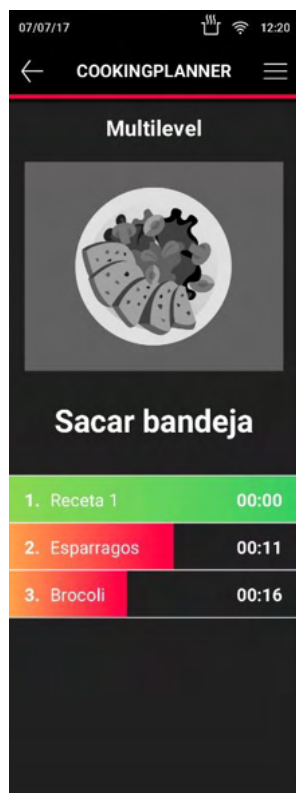 07/07/17 12:20
COOKINGPLANNER
Multilevel
Sacar bandeja
1. Receta 1 00:00
2. Esparragos 00:11
3. Brocoli 00:16